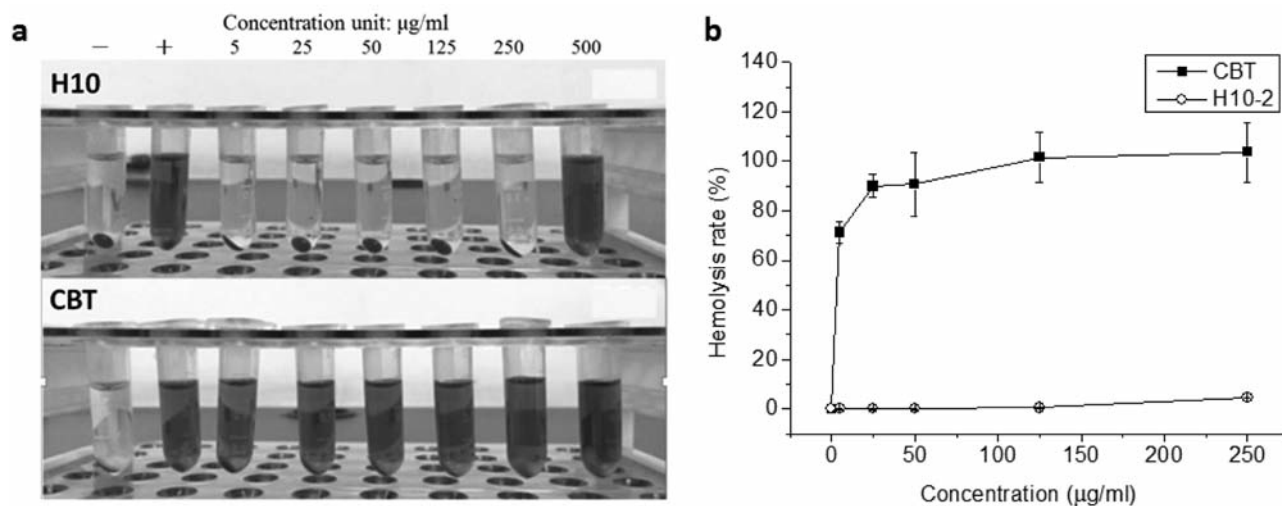 a
Concentration unit: µg/ml
− + 5 25 50 125 250 500
H10
CBT
b
140
120
100
80
60
40
20
0
Hemolysis rate (%)
CBT
H10-2
0 50 100 150 200 250
Concentration (µg/ml)